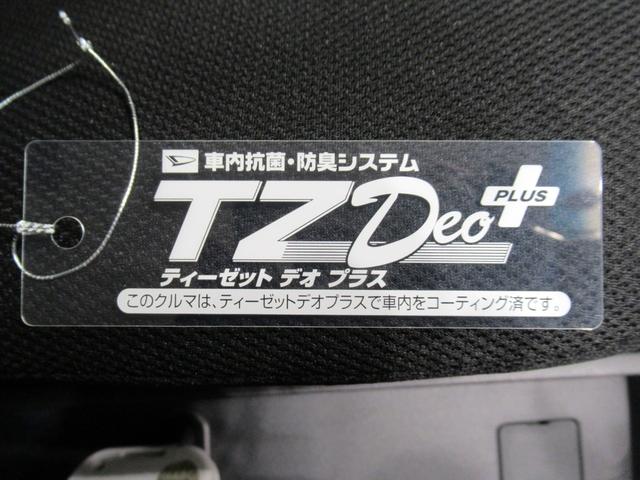 車内抗菌・防臭システム
TZ Deo PLUS
ティーゼット デオ プラス
このクルマは、ティーゼットデオプラスで車内をコーティング済です。